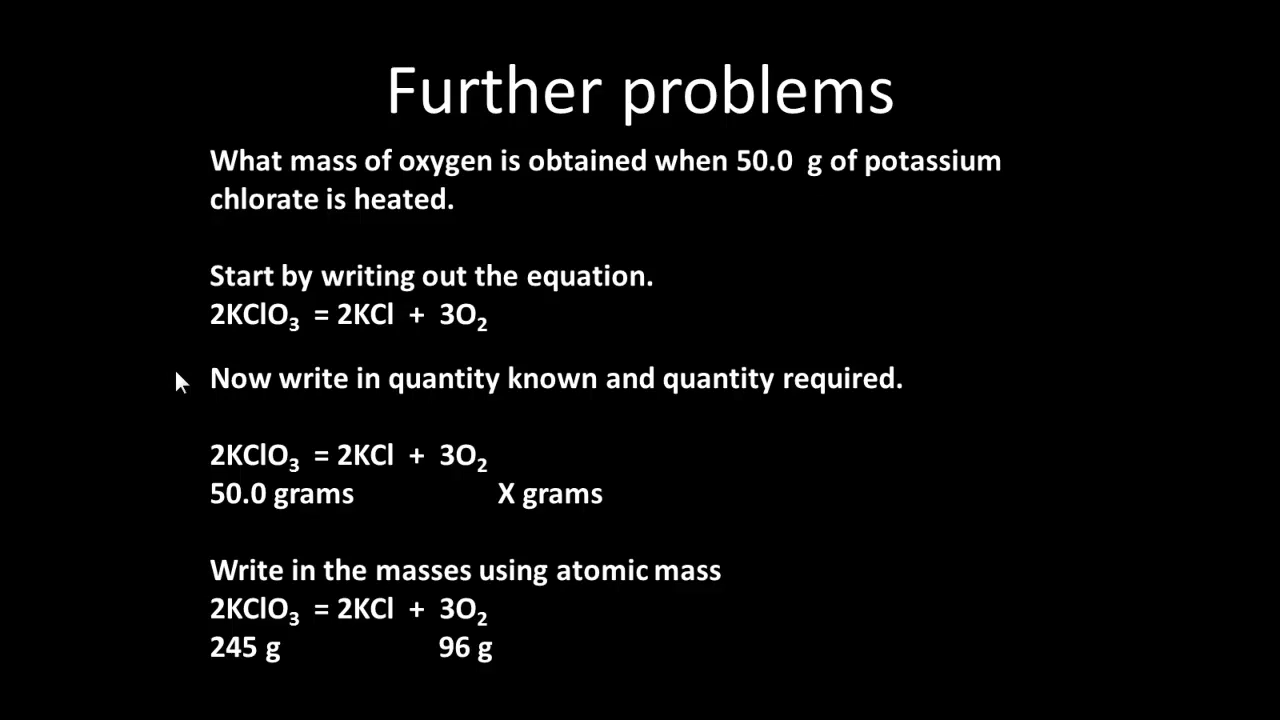 Further problems
What mass of oxygen is obtained when 50.0 g of potassium
chlorate is heated.
Start by writing out the equation.
2KClO₃ = 2KCl + 3O₂
Now write in quantity known and quantity required.
2KClO₃ = 2KCl + 3O₂
50.0 grams X grams
Write in the masses using atomic mass
2KClO₃ = 2KCl + 3O₂
245 g 96 g